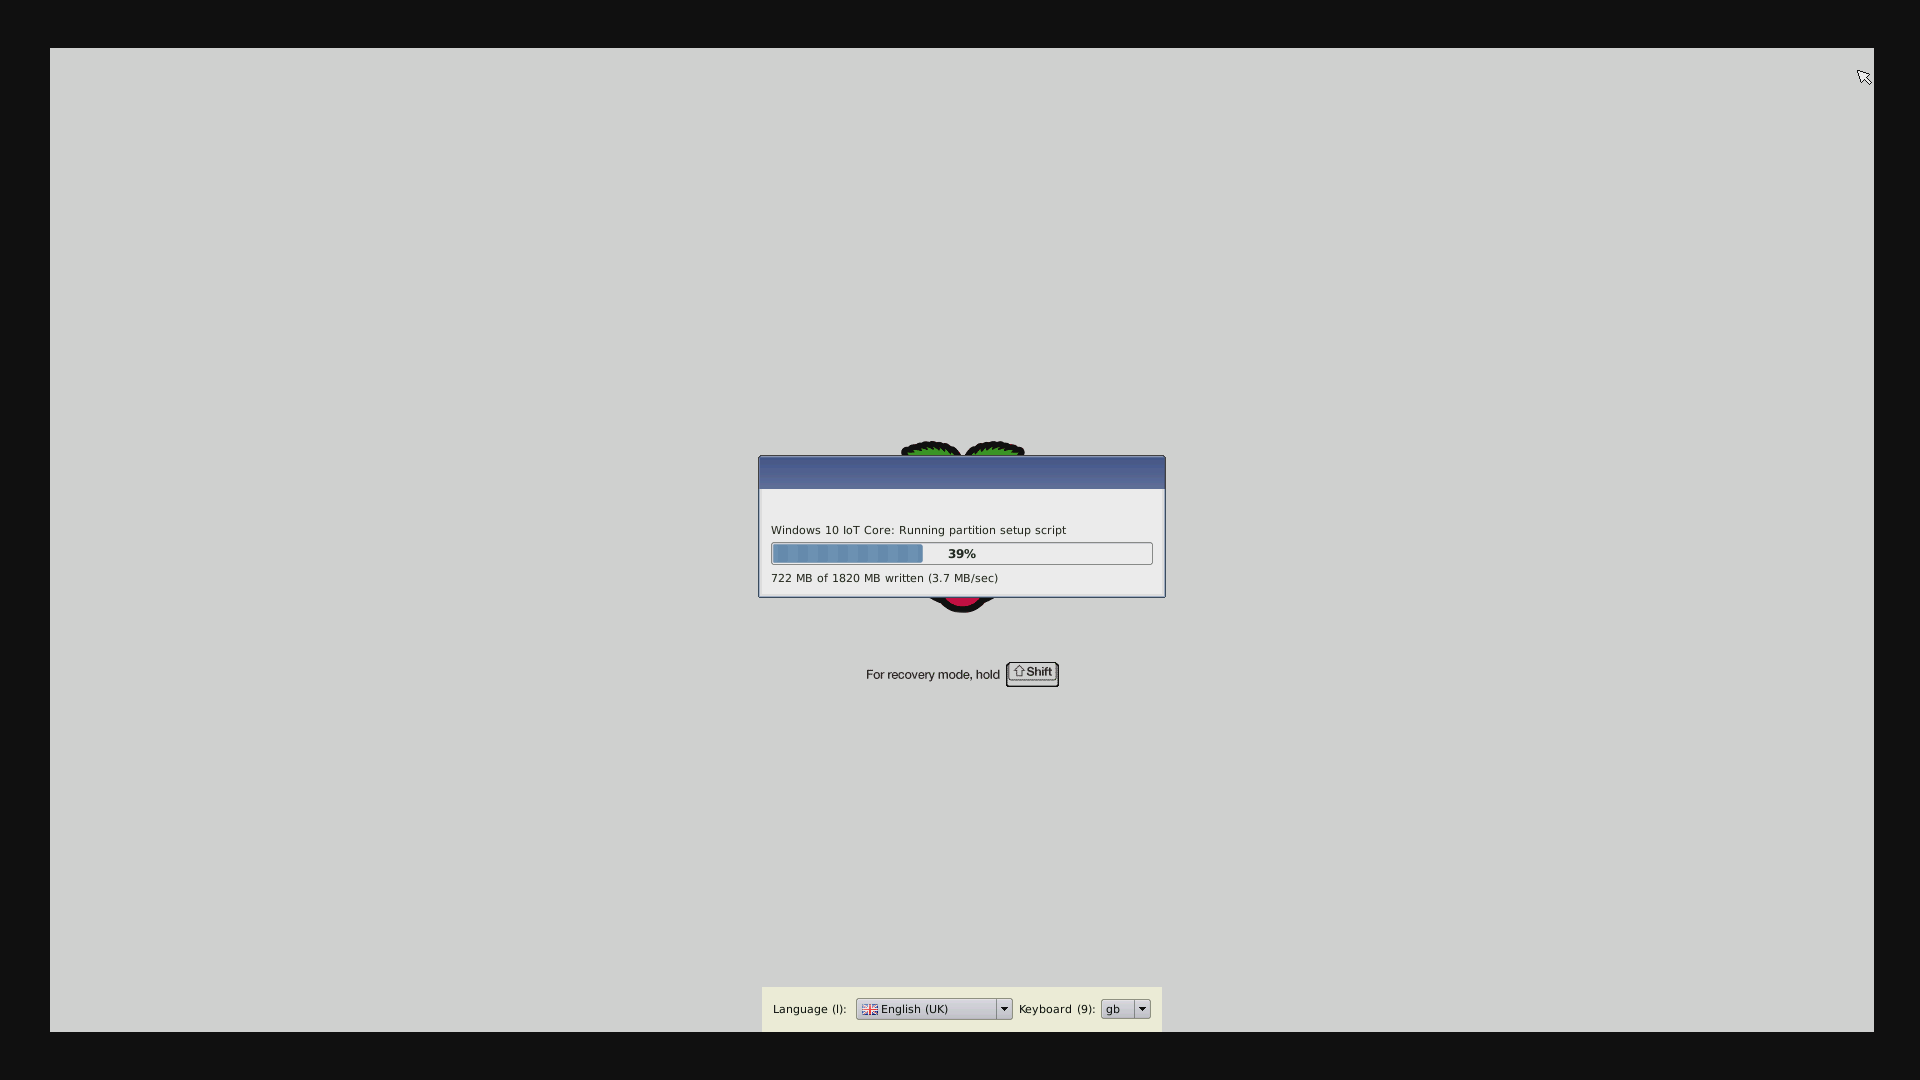 Windows 10 IoT Core: Running partition setup script
39%
722 MB of 1820 MB written (3.7 MB/sec)
For recovery mode, hold ⇧Shift
Language (l): English (UK) Keyboard (9): gb